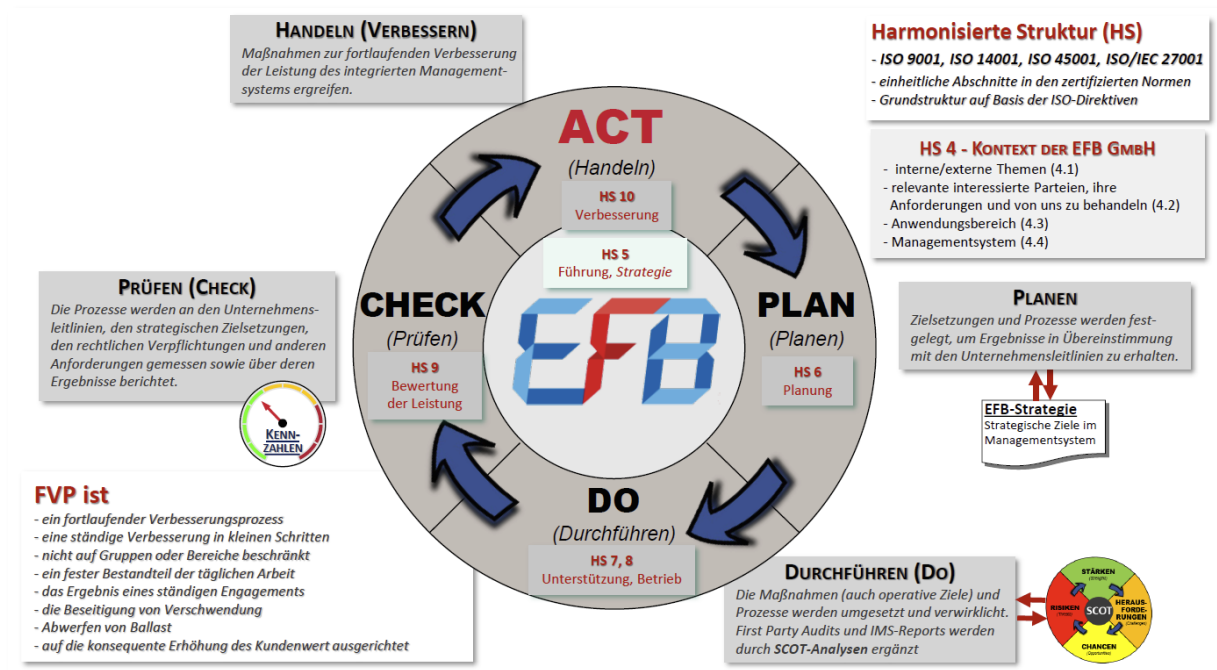 HANDELN (VERBESSERN)
Maßnahmen zur fortlaufenden Verbesserung
der Leistung des integrierten Management-
systems ergreifen.
Harmonisierte Struktur (HS)
- ISO 9001, ISO 14001, ISO 45001, ISO/IEC 27001
- einheitliche Abschnitte in den zertifizierten Normen
- Grundstruktur auf Basis der ISO-Direktiven
HS 4 - KONTEXT DER EFB GMBH
- interne/externe Themen (4.1)
- relevante interessierte Parteien, ihre
Anforderungen und von uns zu behandeln (4.2)
- Anwendungsbereich (4.3)
- Managementsystem (4.4)
ACT
(Handeln)
HS 10
Verbesserung
HS 5
Führung, Strategie
EFB
PLAN
(Planen)
HS 6
Planung
PLANEN
Zielsetzungen und Prozesse werden fest-
gelegt, um Ergebnisse in Übereinstimmung
mit den Unternehmensleitlinien zu erhalten.
EFB-Strategie
Strategische Ziele im
Managementsystem
PRÜFEN (CHECK)
Die Prozesse werden an den Unternehmens-
leitlinien, den strategischen Zielsetzungen,
den rechtlichen Verpflichtungen und anderen
Anforderungen gemessen sowie über deren
Ergebnisse berichtet.
KENN-
ZAHLEN
CHECK
(Prüfen)
HS 9
Bewertung
der Leistung
DO
(Durchführen)
HS 7, 8
Unterstützung, Betrieb
FVP ist
- ein fortlaufender Verbesserungsprozess
- eine ständige Verbesserung in kleinen Schritten
- nicht auf Gruppen oder Bereiche beschränkt
- ein fester Bestandteil der täglichen Arbeit
- das Ergebnis eines ständigen Engagements
- die Beseitigung von Verschwendung
- Abwerfen von Ballast
- auf die konsequente Erhöhung des Kundenwert ausgerichtet
DURCHFÜHREN (DO)
Die Maßnahmen (auch operative Ziele) und
Prozesse werden umgesetzt und verwirklicht.
First Party Audits und IMS-Reports werden
durch SCOT-Analysen ergänzt
STÄRKEN
RISIKEN
SCOT
HERAUS-
FORDE-
RUNGEN
(Challenges)
CHANCEN
(Opportunities)